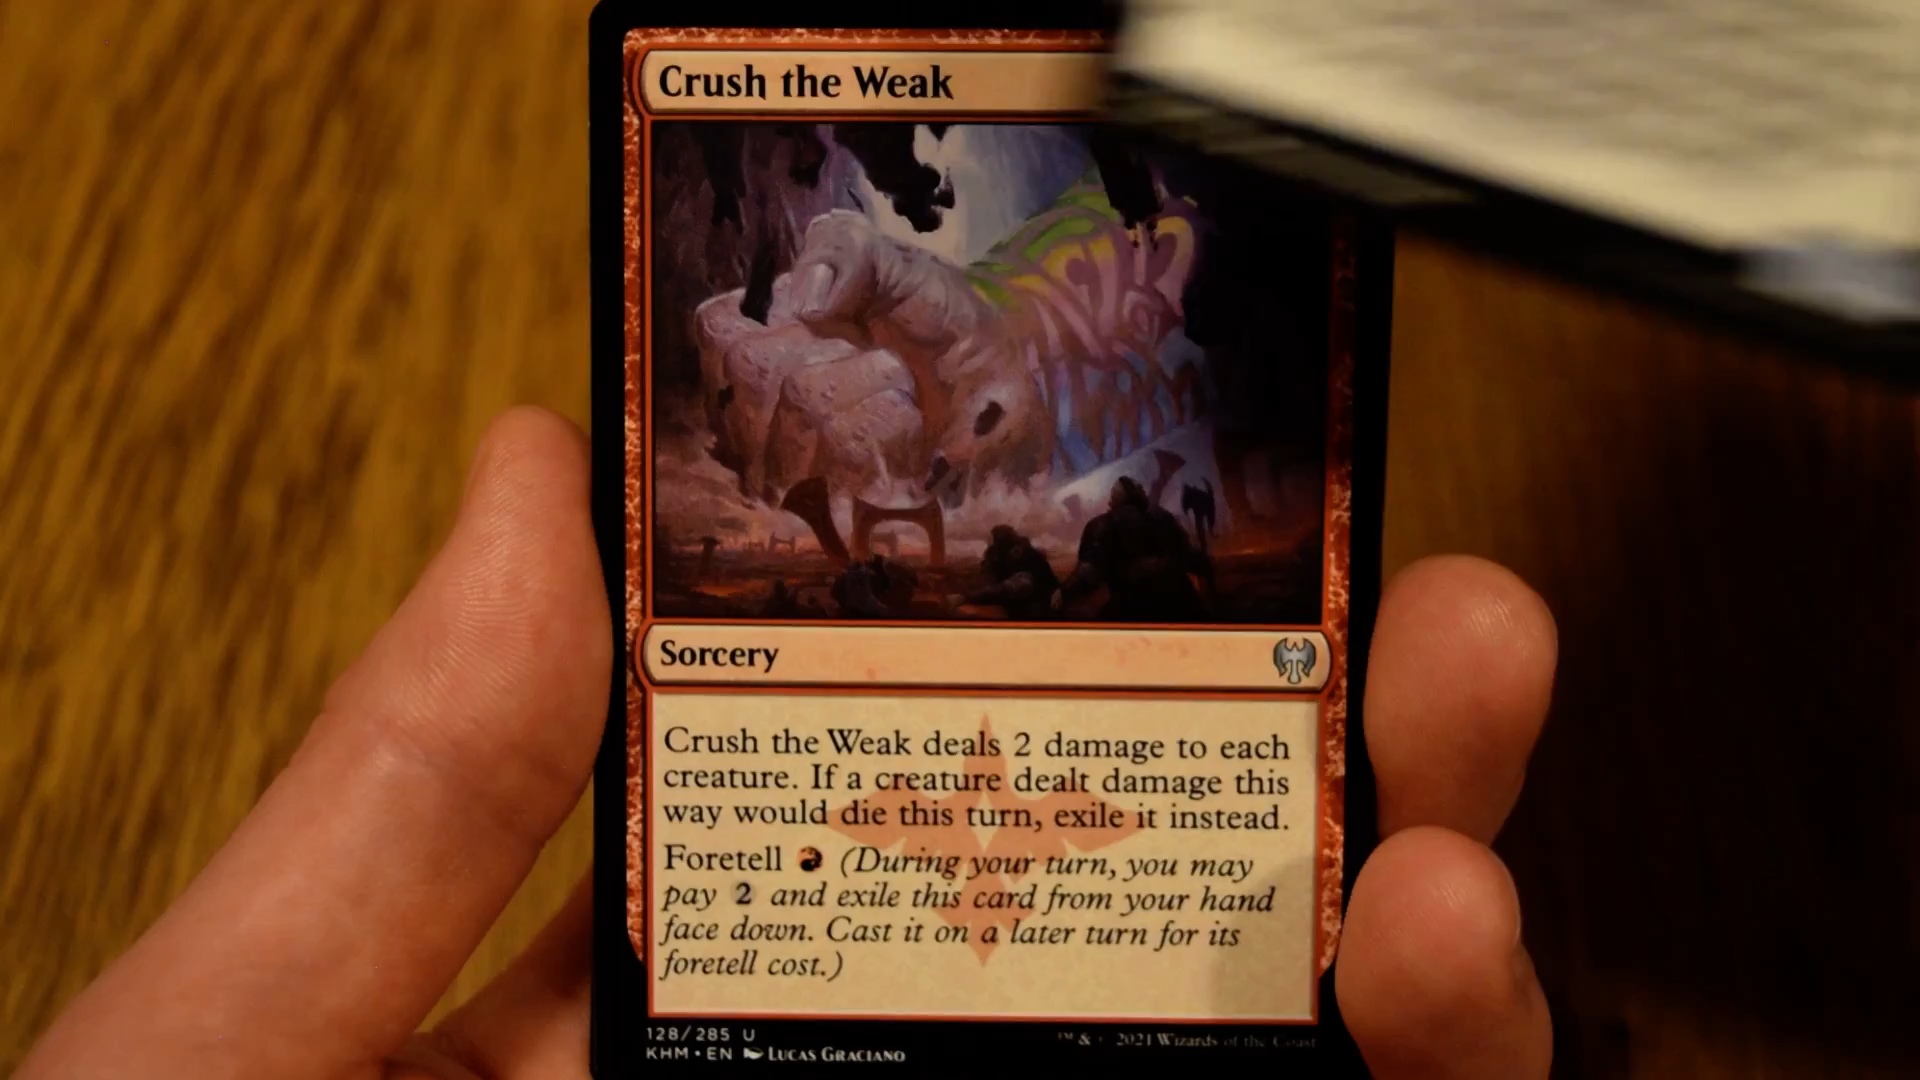 Crush the Weak
Sorcery
Crush the Weak deals 2 damage to each
creature. If a creature dealt damage this
way would die this turn, exile it instead.
Foretell (During your turn, you may
pay 2 and exile this card from your hand
face down. Cast it on a later turn for its
foretell cost.)
128/285 U
KHM • EN LUCAS GRACIANO
™ & 2021 Wizards of the Coast